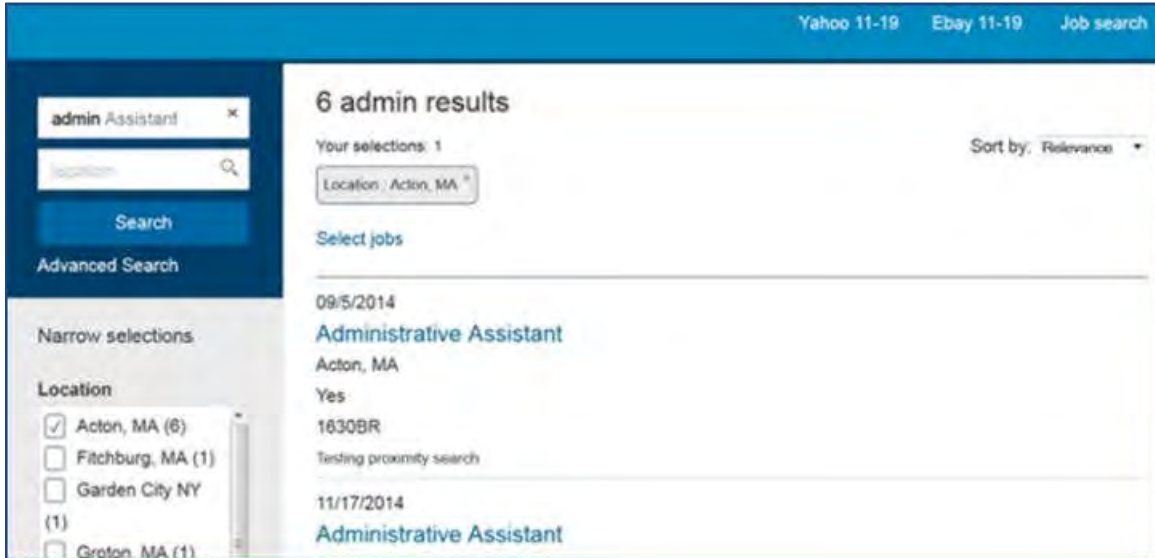 Yahoo 11-19 Ebay 11-19 Job search
admin Assistant ×
location
Search
Advanced Search
Narrow selections
Location
Acton, MA (6)
Fitchburg, MA (1)
Garden City NY
(1)
Groton, MA (1)
6 admin results
Your selections: 1
Sort by: Relevance
Location : Acton, MA ×
Select jobs
09/5/2014
Administrative Assistant
Acton, MA
Yes
1630BR
Testing proximity search
11/17/2014
Administrative Assistant